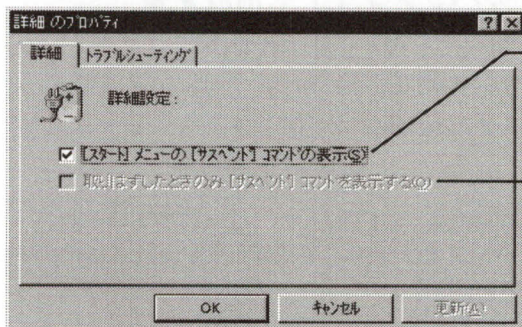 詳細 のプロパティ
詳細
トラブルシューティング
詳細設定:
[スタート] メニューの [サスペンド] コマンドの表示(S)
取りはずしたときのみ [サスペンド] コマンドを表示する(O)
OK
キャンセル
更新(A)